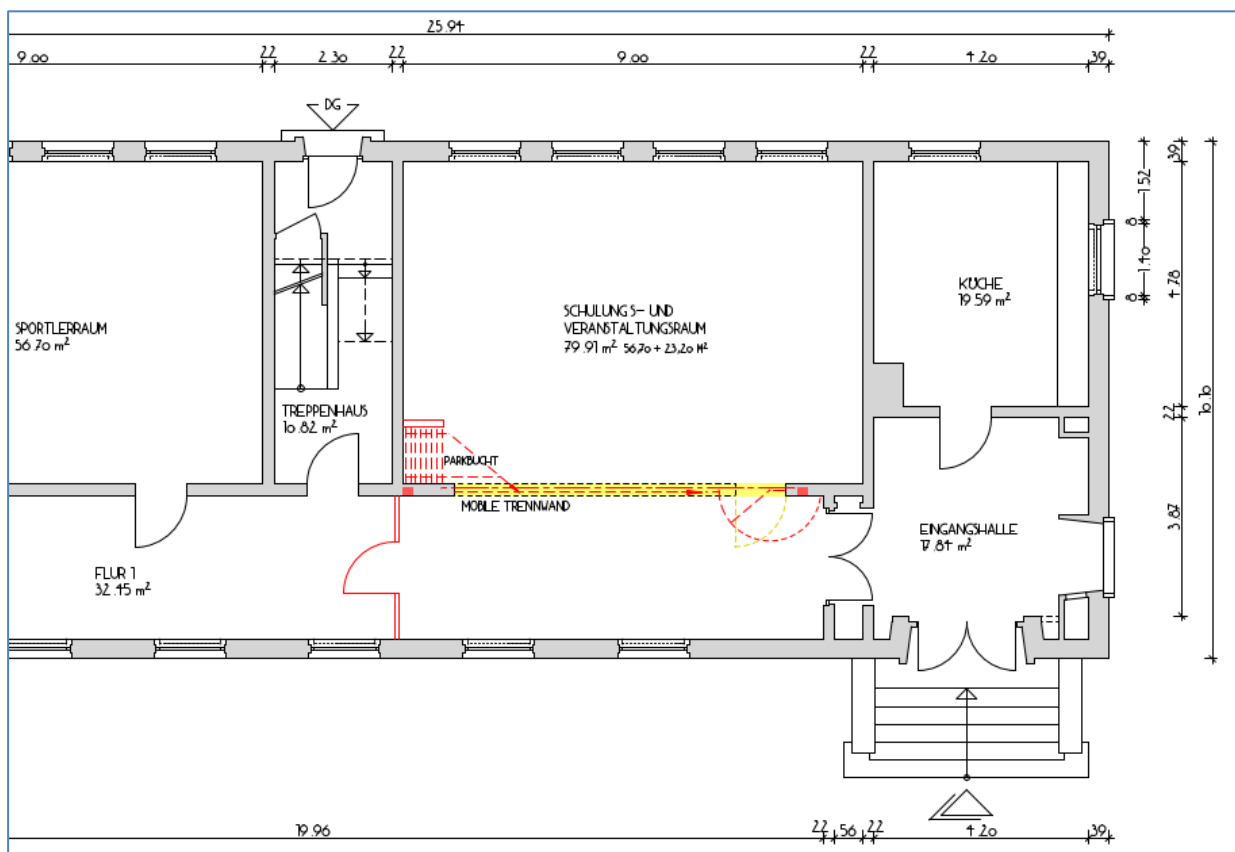 25.94
9.00 22 2.30 22 9.00 22 4.20 39
DG
39
1.52
8
1.40
8
4.78
22
3.87
10.10
KÜCHE
19.59 m²
SPORTLERRAUM
56.70 m²
SCHULUNGS- UND
VERANSTALTUNGSRAUM
79.91 m² 56,70 + 23,20 M²
TREPPENHAUS
10.82 m²
PARKBUCHT
MOBILE TRENNWAND
EINGANGSHALLE
17.84 m²
FLUR 1
32.45 m²
19.96 22 56 22 4.20 39